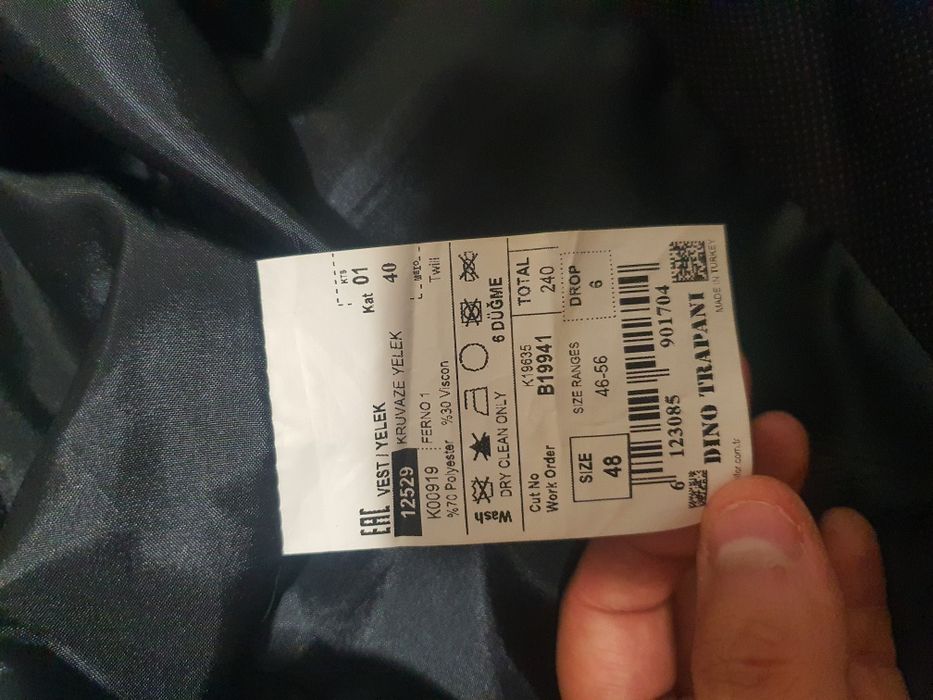 EAC VEST / YELEK
KTS
Kat 01
12529 KRUVAZE YELEK 40
K00919 FERNO 1
%70 Polyester %30 Viscon Twill
Wash
DRY CLEAN ONLY 6 DÜĞME
Cut No K19635 TOTAL
Work Order B19941 240
SIZE SIZE RANGES DROP
48 46-56 6
6 123085 901704
DINO TRAPANI
MADE IN TURKEY